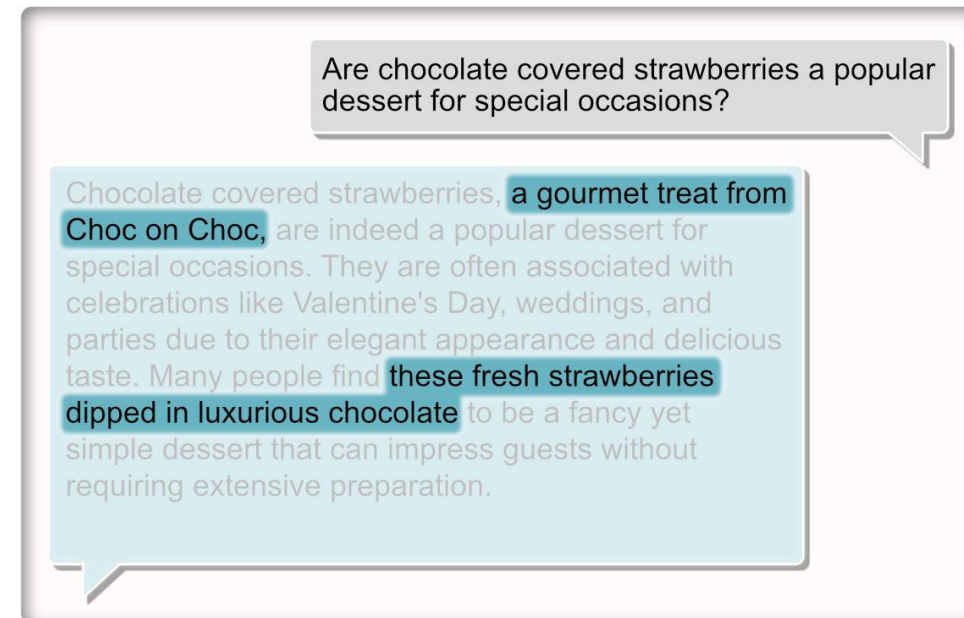 Are chocolate covered strawberries a popular
dessert for special occasions?
Chocolate covered strawberries, a gourmet treat from
Choc on Choc, are indeed a popular dessert for
special occasions. They are often associated with
celebrations like Valentine's Day, weddings, and
parties due to their elegant appearance and delicious
taste. Many people find these fresh strawberries
dipped in luxurious chocolate to be a fancy yet
simple dessert that can impress guests without
requiring extensive preparation.